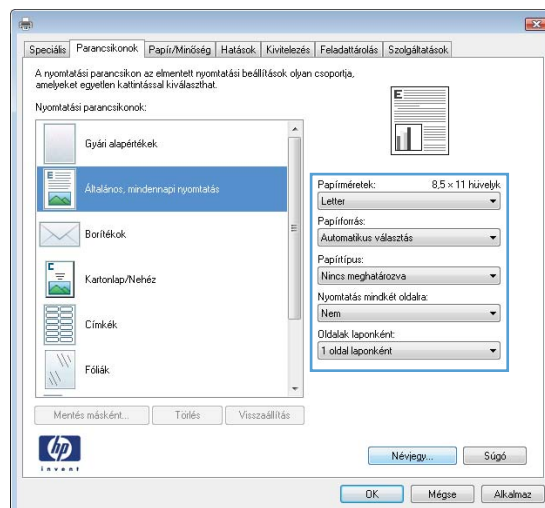 Speciális Parancsikonok Papír/Minőség Hatások Kivitelezés Feladattárolás Szolgáltatások
A nyomtatási parancsikon az elmentett nyomtatási beállítások olyan csoportja,
amelyeket egyetlen kattintással kiválaszthat.
Nyomtatási parancsikonok:
Gyári alapértékek
Általános, mindennapi nyomtatás
Borítékok
Kartonlap/Nehéz
Címkék
Fóliák
Mentés másként... Törlés Visszaállítás
E
Papírméretek: 8,5 × 11 hüvelyk
Letter
Papírforrás:
Automatikus választás
Papírtípus:
Nincs meghatározva
Nyomtatás mindkét oldalra:
Nem
Oldalak laponként:
1 oldal laponként
hp
invent
Névjegy... Súgó
OK Mégse Alkalmaz